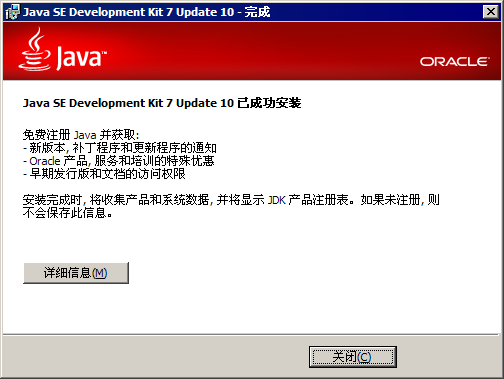 Java SE Development Kit 7 Update 10 - 完成
Java™
ORACLE
Java SE Development Kit 7 Update 10 已成功安装
免费注册 Java 并获取:
- 新版本, 补丁程序和更新程序的通知
- Oracle 产品, 服务和培训的特殊优惠
- 早期发行版和文档的访问权限
安装完成时, 将收集产品和系统数据, 并将显示 JDK 产品注册表。如果未注册, 则
不会保存此信息。
详细信息(M)
关闭(C)